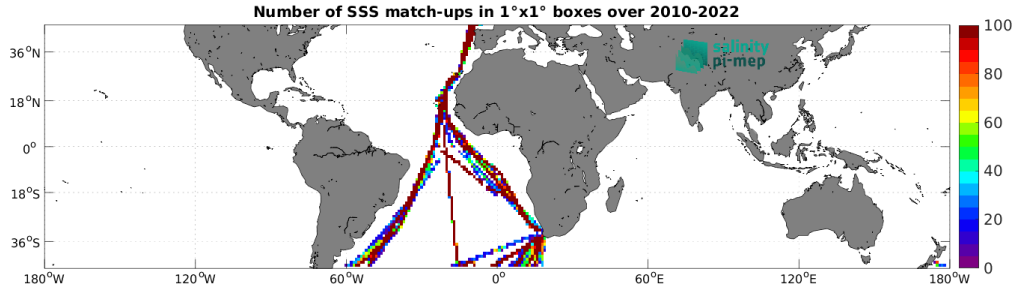 Number of SSS match-ups in 1°x1° boxes over 2010-2022
36°N
18°N
0°
18°S
36°S
180°W
120°W
60°W
0°
60°E
120°E
180°W
salinity
pi-mep
100
80
60
40
20
0